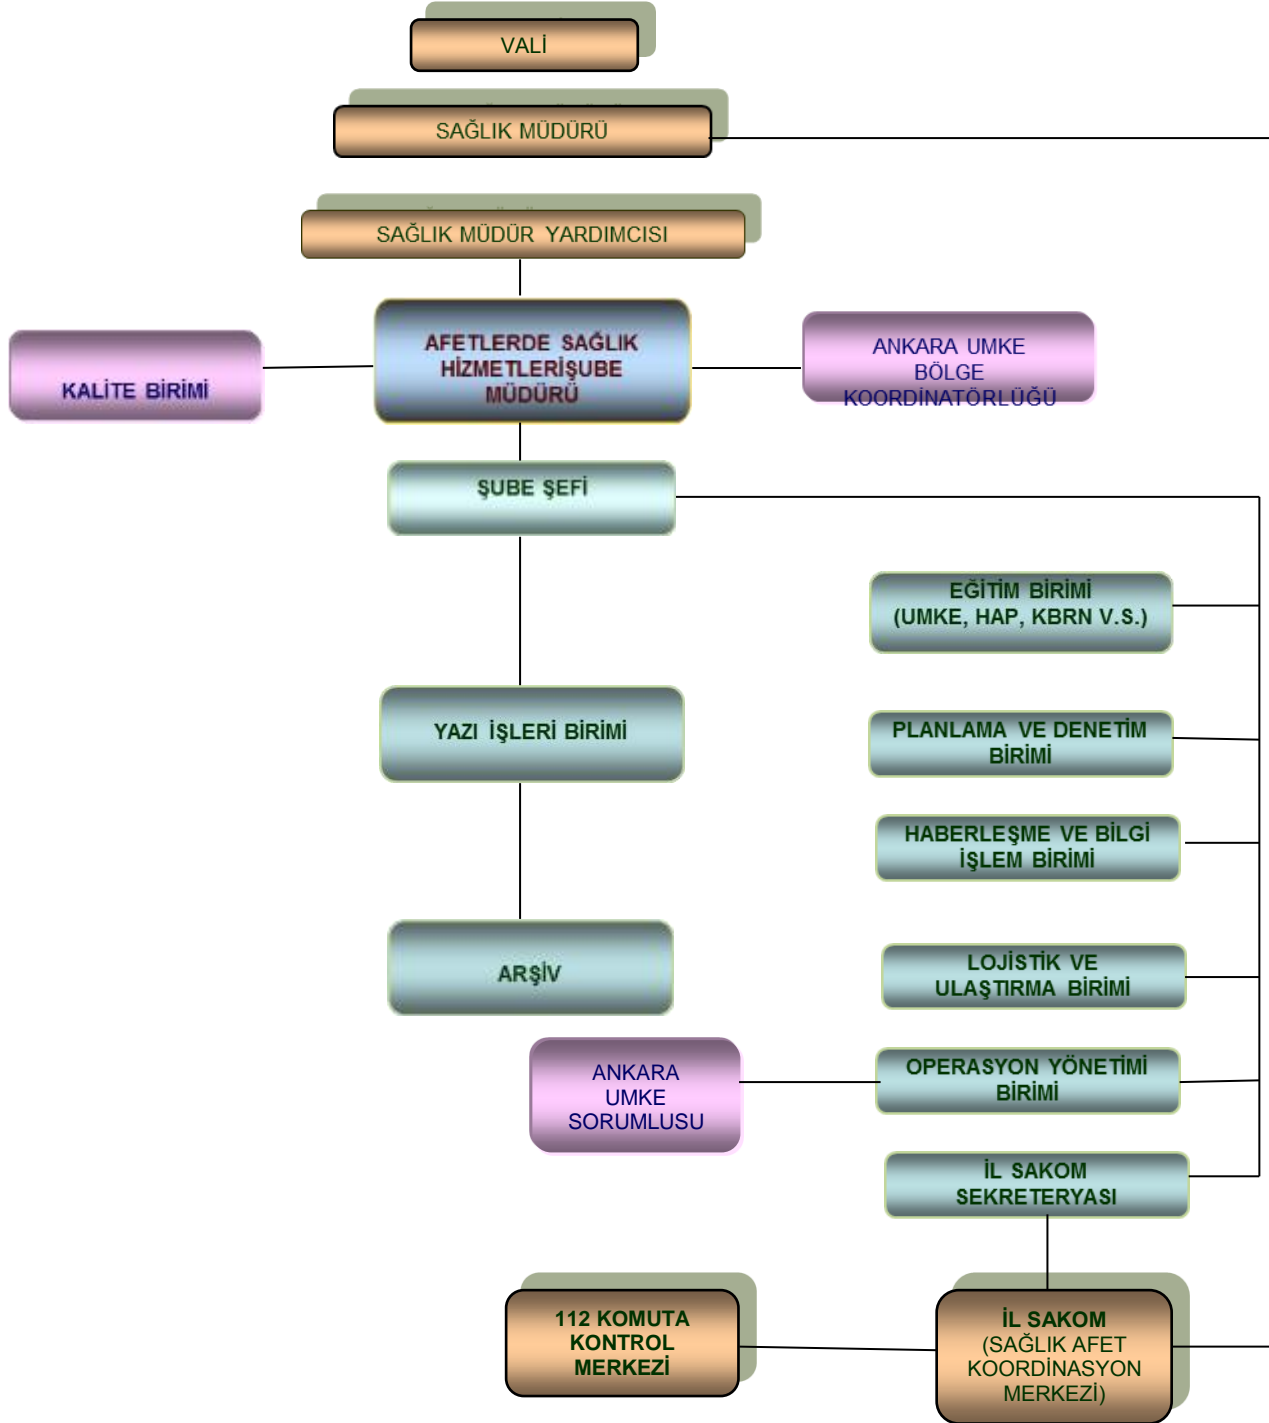 VALİ
SAĞLIK MÜDÜRÜ
SAĞLIK MÜDÜR YARDIMCISI
AFETLERDE SAĞLIK
HİZMETLERİŞUBE
MÜDÜRÜ
KALİTE BİRİMİ
ANKARA UMKE
BÖLGE
KOORDİNATÖRLÜĞÜ
ŞUBE ŞEFİ
EĞİTİM BİRİMİ
(UMKE, HAP, KBRN V.S.)
YAZI İŞLERİ BİRİMİ
PLANLAMA VE DENETİM
BİRİMİ
HABERLEŞME VE BİLGİ
İŞLEM BİRİMİ
ARŞİV
LOJİSTİK VE
ULAŞTIRMA BİRİMİ
ANKARA
UMKE
SORUMLUSU
OPERASYON YÖNETİMİ
BİRİMİ
İL SAKOM
SEKRETERYASI
112 KOMUTA
KONTROL
MERKEZİ
İL SAKOM
(SAĞLIK AFET
KOORDİNASYON
MERKEZİ)